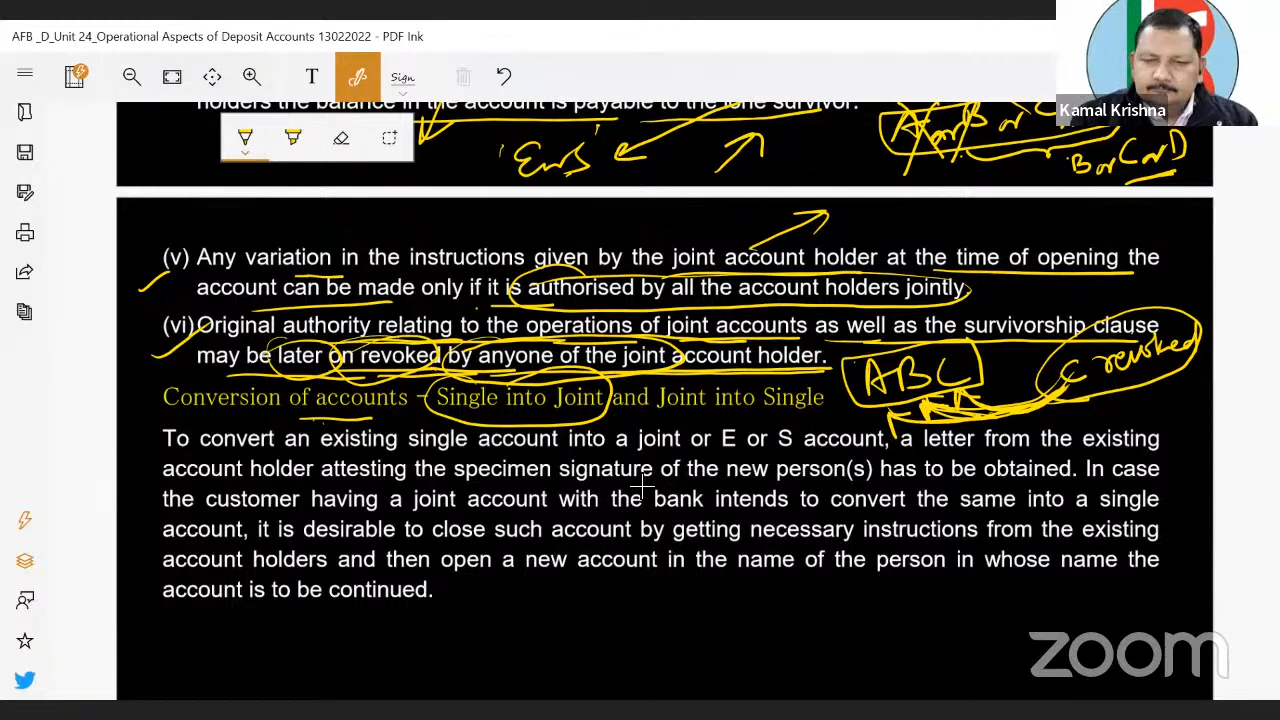 AFB _D_Unit 24_Operational Aspects of Deposit Accounts 13022022 - PDF Ink
T
Sign
Kamal Krishna
holders the balance in the account is payable to the lone survivor.
'EorS'
A or B or C
B or C or D
(v) Any variation in the instructions given by the joint account holder at the time of opening the
account can be made only if it is authorised by all the account holders jointly.
(vi) Original authority relating to the operations of joint accounts as well as the survivorship clause
may be later on revoked by anyone of the joint account holder.
A B C
C revoked
Conversion of accounts - Single into Joint and Joint into Single
To convert an existing single account into a joint or E or S account, a letter from the existing
account holder attesting the specimen signature of the new person(s) has to be obtained. In case
the customer having a joint account with the bank intends to convert the same into a single
account, it is desirable to close such account by getting necessary instructions from the existing
account holders and then open a new account in the name of the person in whose name the
account is to be continued.
zoom